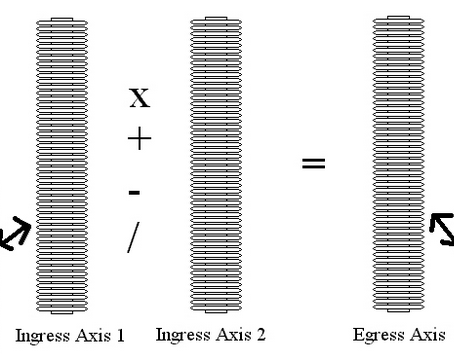 x
+
-
=
/
Ingress Axis 1 Ingress Axis 2 Egress Axis